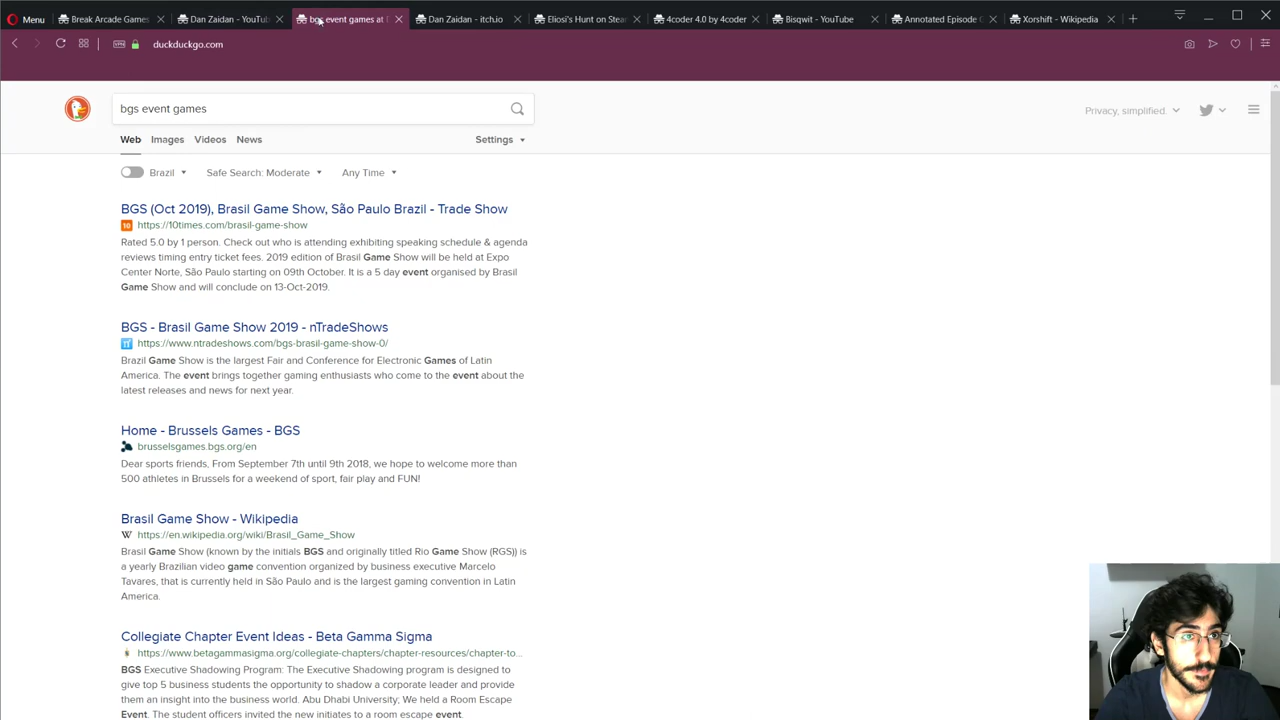 Menu
Break Arcade Games
Dan Zaidan - YouTub
bgs event games at
Dan Zaidan - itch.io
Eliosi's Hunt on Stea
4coder 4.0 by 4coder
Bisqwit - YouTube
Annotated Episode
Xorshift - Wikipedia
VPN
duckduckgo.com
bgs event games
Privacy, simplified.
Web Images Videos News
Settings
Brazil
Safe Search: Moderate
Any Time
BGS (Oct 2019), Brasil Game Show, São Paulo Brazil - Trade Show
10 https://10times.com/brasil-game-show
Rated 5.0 by 1 person. Check out who is attending exhibiting speaking schedule & agenda
reviews timing entry ticket fees. 2019 edition of Brasil Game Show will be held at Expo
Center Norte, São Paulo starting on 09th October. It is a 5 day event organised by Brasil
Game Show and will conclude on 13-Oct-2019.
BGS - Brasil Game Show 2019 - nTradeShows
https://www.ntradeshows.com/bgs-brasil-game-show-0/
Brazil Game Show is the largest Fair and Conference for Electronic Games of Latin
America. The event brings together gaming enthusiasts who come to the event about the
latest releases and news for next year.
Home - Brussels Games - BGS
brusselsgames.bgs.org/en
Dear sports friends. From September 7th until 9th 2018, we hope to welcome more than
500 athletes in Brussels for a weekend of sport, fair play and FUN!
Brasil Game Show - Wikipedia
W https://en.wikipedia.org/wiki/Brasil_Game_Show
Brasil Game Show (known by the initials BGS and originally titled Rio Game Show (RGS)) is
a yearly Brazilian video game convention organized by business executive Marcelo
Tavares, that is currently held in São Paulo and is the largest gaming convention in Latin
America.
Collegiate Chapter Event Ideas - Beta Gamma Sigma
https://www.betagammasigma.org/collegiate-chapters/chapter-resources/chapter-to...
BGS Executive Shadowing Program: The Executive Shadowing program is designed to
give top 5 business students the opportunity to shadow a corporate leader and provide
them an insight into the business world. Abu Dhabi University; We held a Room Escape
Event. The student officers invited the new initiates to a room escape event.